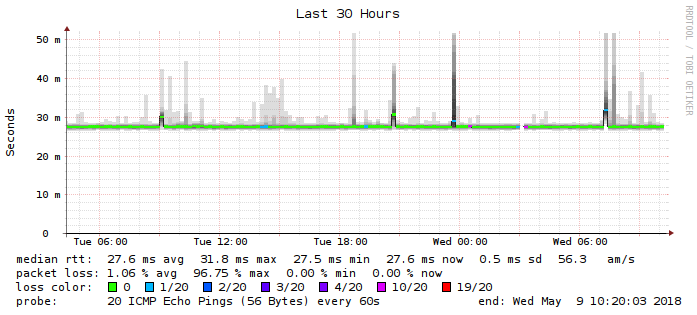 Last 30 Hours
RRDTOOL / TOBI OETIKER
Seconds
50 m
40 m
30 m
20 m
10 m
0
Tue 06:00 Tue 12:00 Tue 18:00 Wed 00:00 Wed 06:00
median rtt: 27.6 ms avg 31.8 ms max 27.5 ms min 27.6 ms now 0.5 ms sd 56.3 am/s
packet loss: 1.06 % avg 96.75 % max 0.00 % min 0.00 % now
loss color: 0 1/20 2/20 3/20 4/20 10/20 19/20
probe: 20 ICMP Echo Pings (56 Bytes) every 60s end: Wed May 9 10:20:03 2018